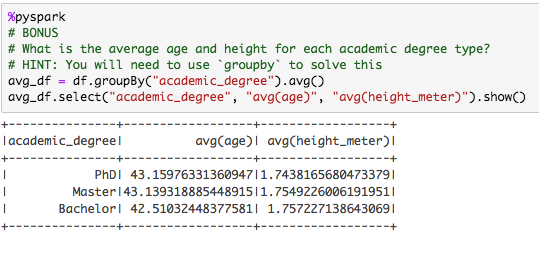 %pyspark
# BONUS
# What is the average age and height for each academic degree type?
# HINT: You will need to use `groupby` to solve this
avg_df = df.groupBy("academic_degree").avg()
avg_df.select("academic_degree", "avg(age)", "avg(height_meter)").show()
+---------------+-----------------+------------------+
|academic_degree|         avg(age)| avg(height_meter)|
+---------------+-----------------+------------------+
|            PhD| 43.15976331360947|1.7438165680473379|
|         Master|43.139318885448915|1.7549226006191951|
|       Bachelor| 42.51032448377581| 1.757227138643069|
+---------------+-----------------+------------------+